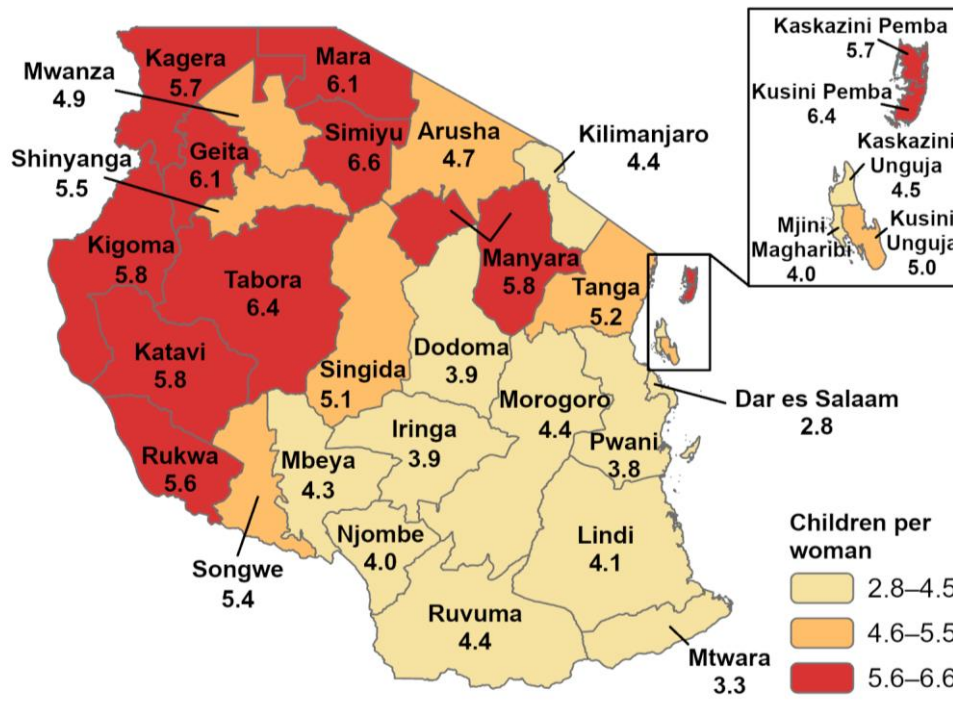 Kagera
5.7
Mara
6.1
Mwanza
4.9
Simiyu
6.6
Arusha
4.7
Kilimanjaro
4.4
Geita
6.1
Shinyanga
5.5
Kigoma
5.8
Tabora
6.4
Manyara
5.8
Tanga
5.2
Katavi
5.8
Singida
5.1
Dodoma
3.9
Morogoro
4.4
Dar es Salaam
2.8
Pwani
3.8
Iringa
3.9
Rukwa
5.6
Mbeya
4.3
Songwe
5.4
Njombe
4.0
Lindi
4.1
Ruvuma
4.4
Mtwara
3.3
Kaskazini Pemba
5.7
Kusini Pemba
6.4
Kaskazini
Unguja
4.5
Mjini
Magharibi
4.0
Kusini
Unguja
5.0
Children per
woman
2.8–4.5
4.6–5.5
5.6–6.6